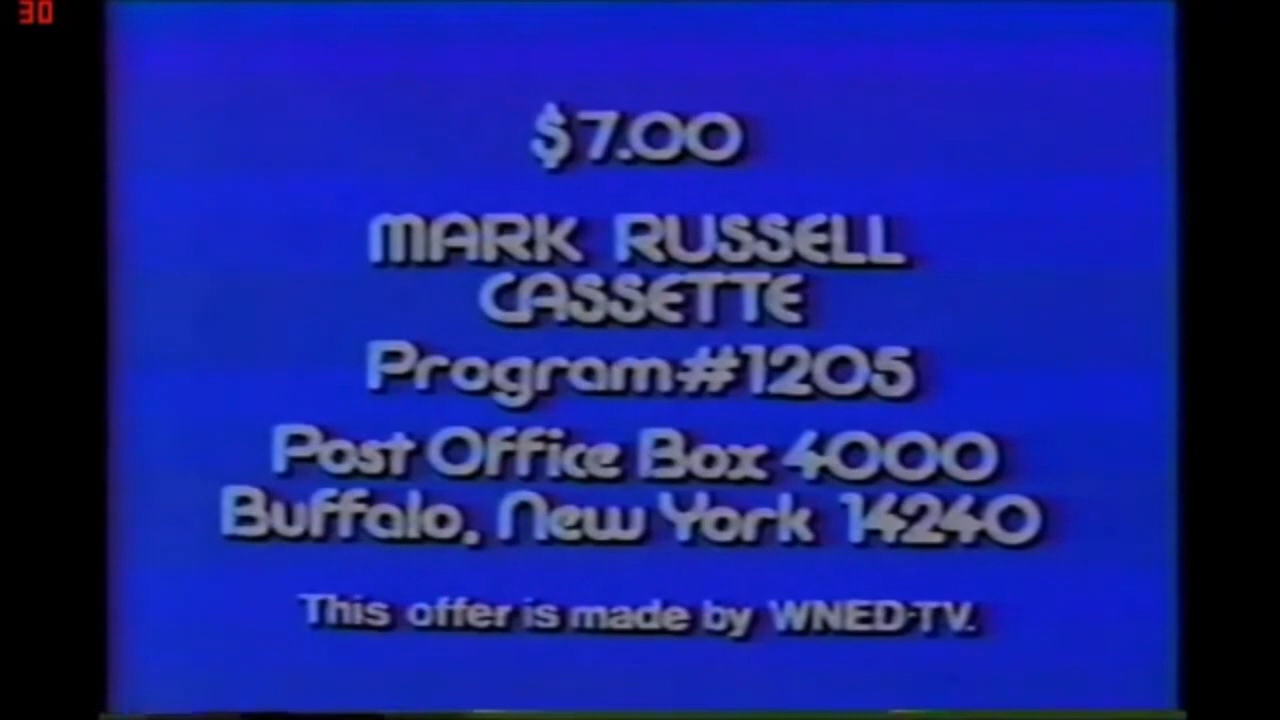 30
$7.00
MARK RUSSELL
CASSETTE
Program #1205
Post Office Box 4000
Buffalo, New York 14240
This offer is made by WNED-TV.